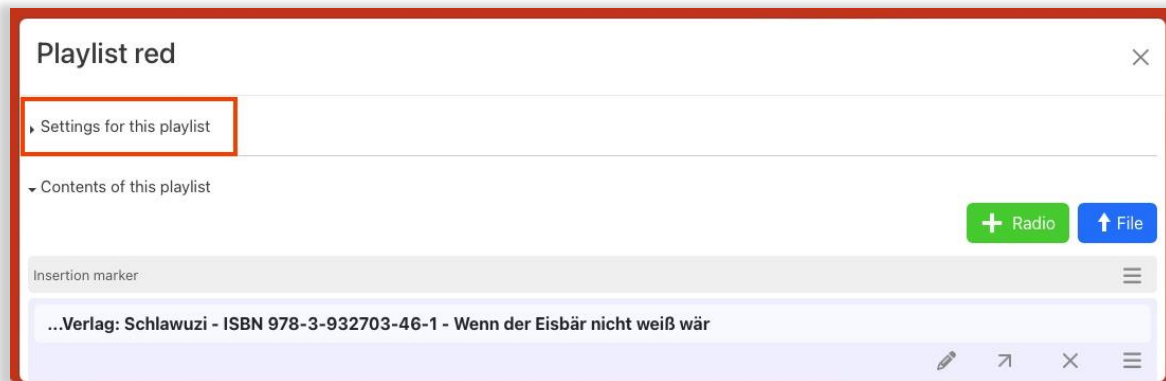 Playlist red
Settings for this playlist
Contents of this playlist
Radio
File
Insertion marker
...Verlag: Schlawuzi - ISBN 978-3-932703-46-1 - Wenn der Eisbär nicht weiß wär